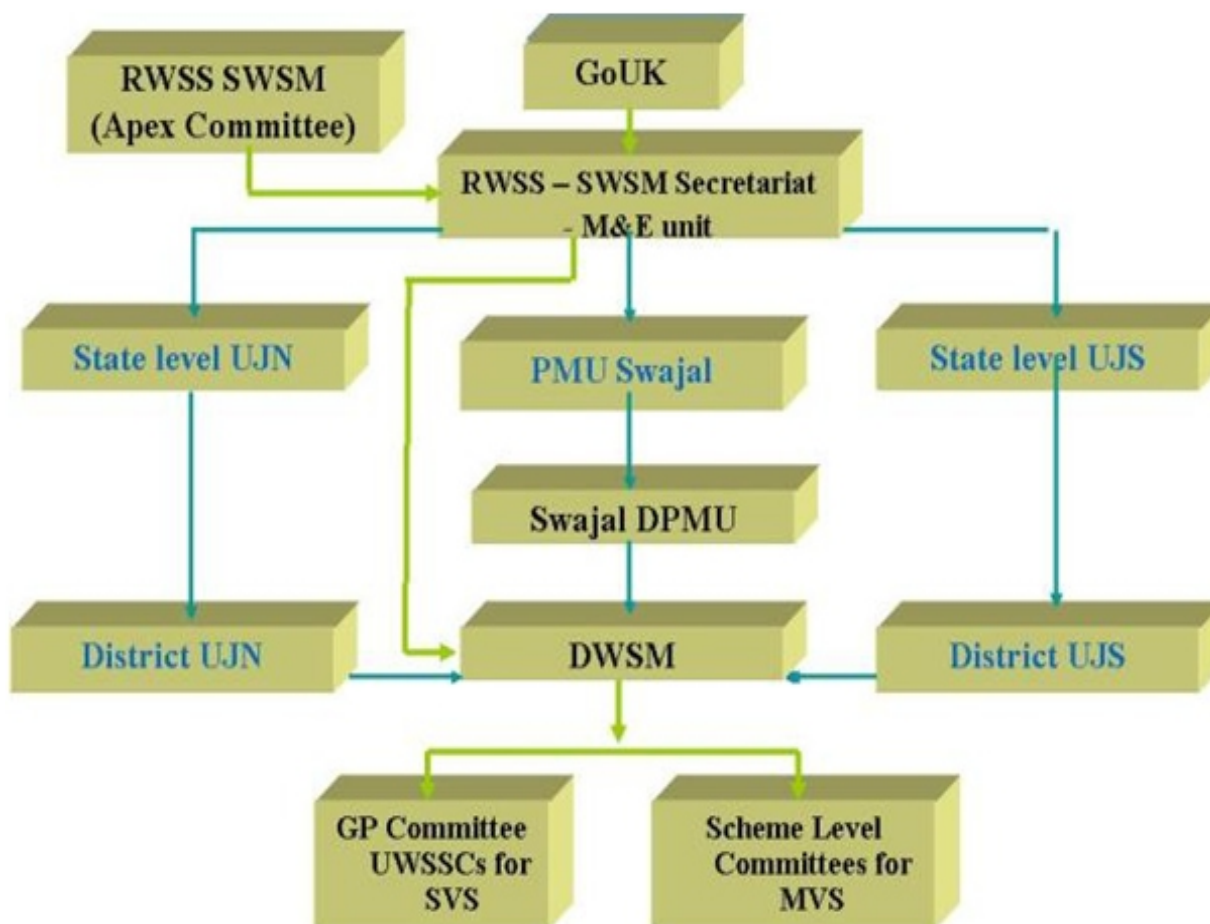 RWSS SWSM
(Apex Committee)
GoUK
RWSS – SWSM Secretariat
- M&E unit
State level UJN
PMU Swajal
State level UJS
Swajal DPMU
District UJN
DWSM
District UJS
GP Committee
UWSSCs for
SVS
Scheme Level
Committees for
MVS